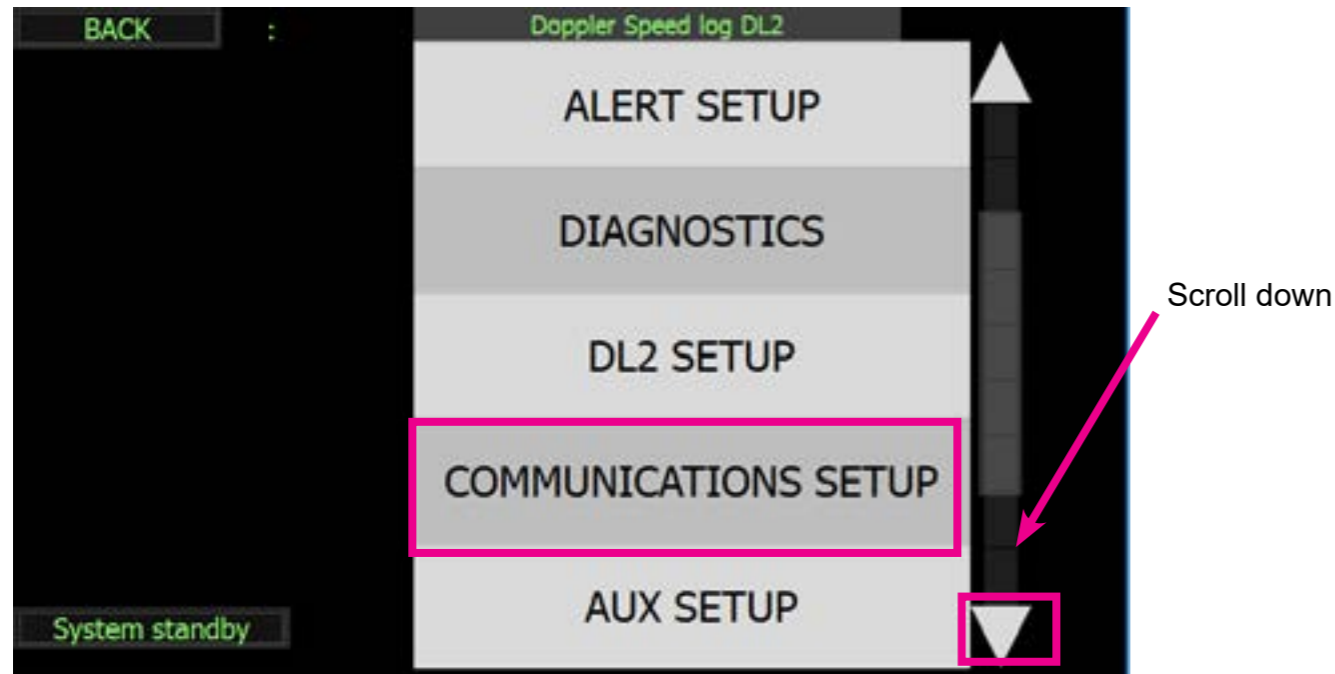 BACK : Doppler Speed log DL2
ALERT SETUP
DIAGNOSTICS
Scroll down
DL2 SETUP
COMMUNICATIONS SETUP
AUX SETUP
System standby